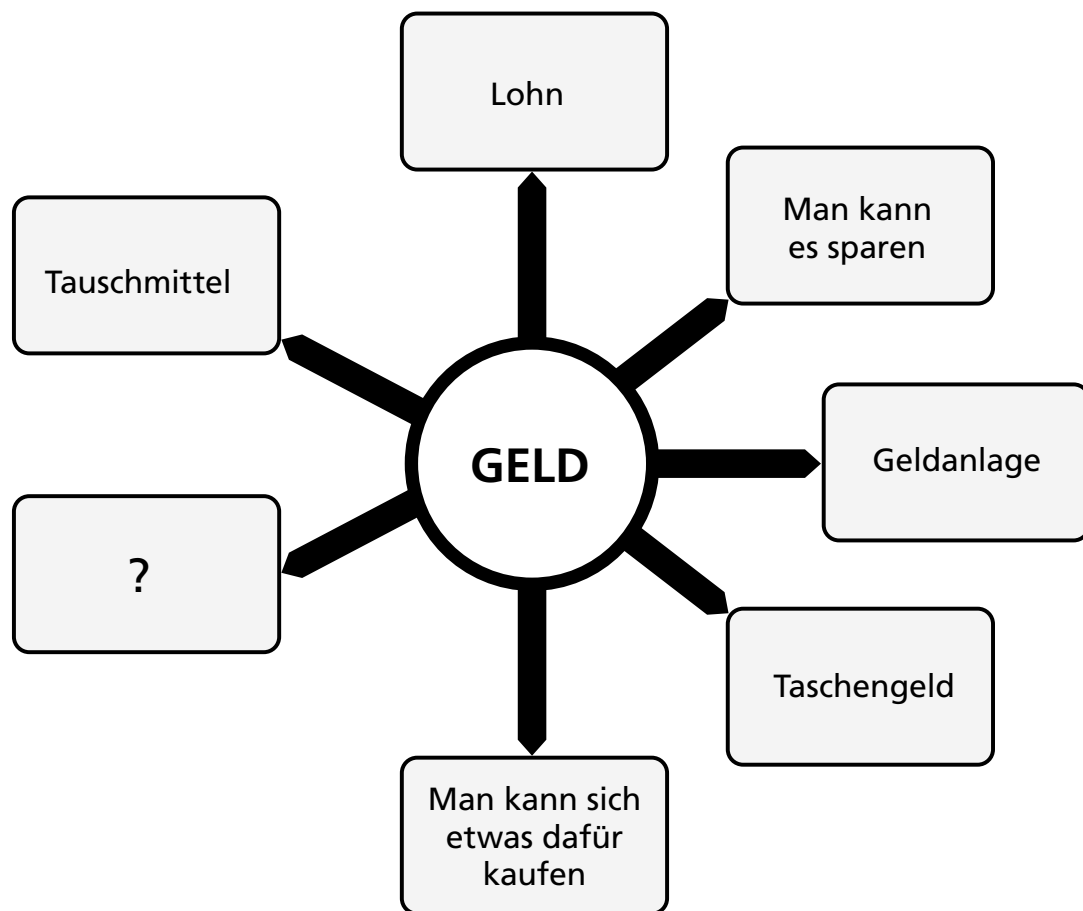 Lohn
Man kann
es sparen
Tauschmittel
GELD
Geldanlage
?
Taschengeld
Man kann sich
etwas dafür
kaufen